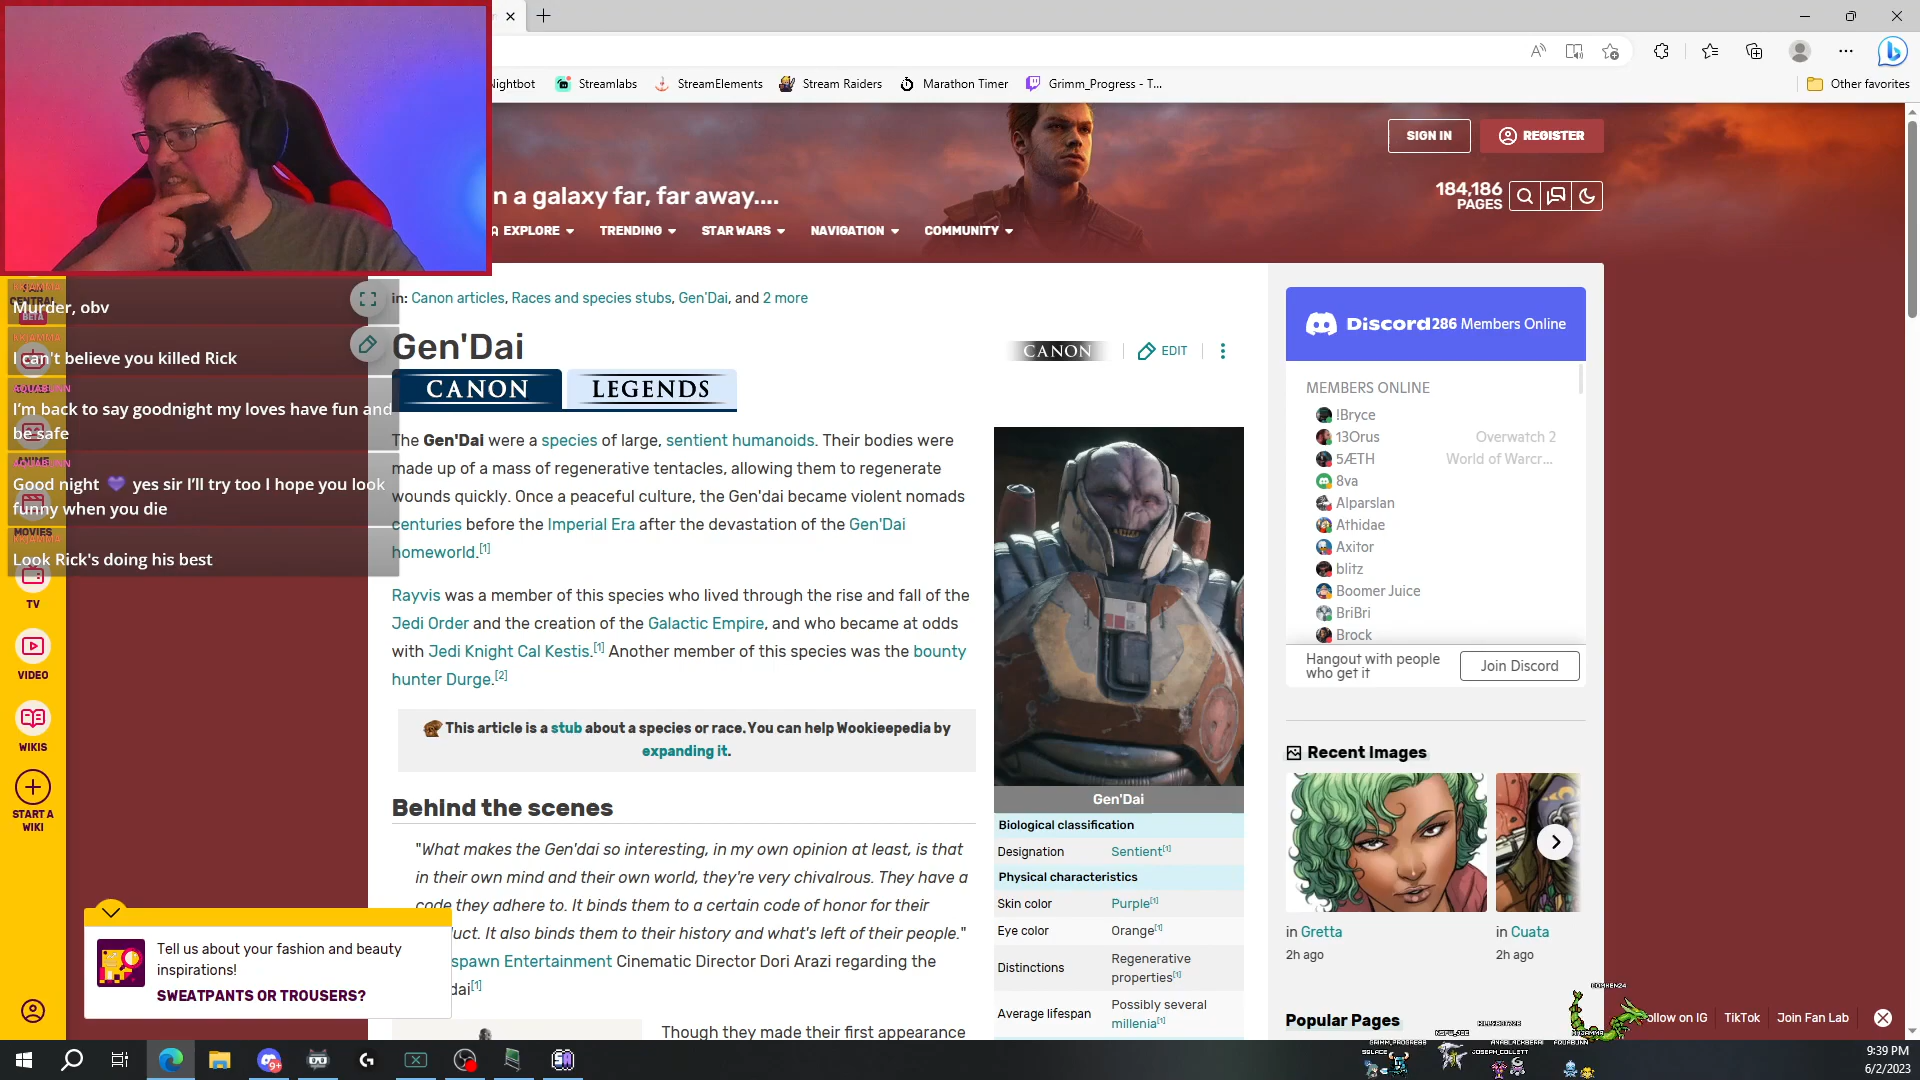 Nightbot
Streamlabs
StreamElements
Stream Raiders
Marathon Timer
Grimm_Progress - T...
Other favorites
SIGN IN
REGISTER
n a galaxy far, far away....
184,186
PAGES
EXPLORE
TRENDING
STAR WARS
NAVIGATION
COMMUNITY
Murder, obv
I can't believe you killed Rick
I'm back to say goodnight my loves have fun and
be safe
Good night 💜 yes sir I'll try too I hope you look
funny when you die
Look Rick's doing his best
BETA
MOVIES
TV
VIDEO
WIKIS
START A
WIKI
in: Canon articles, Races and species stubs, Gen'Dai, and 2 more
Gen'Dai
CANON
EDIT
CANON
LEGENDS
The Gen'Dai were a species of large, sentient humanoids. Their bodies were
made up of a mass of regenerative tentacles, allowing them to regenerate
wounds quickly. Once a peaceful culture, the Gen'dai became violent nomads
centuries before the Imperial Era after the devastation of the Gen'Dai
homeworld.[1]
Rayvis was a member of this species who lived through the rise and fall of the
Jedi Order and the creation of the Galactic Empire, and who became at odds
with Jedi Knight Cal Kestis.[1] Another member of this species was the bounty
hunter Durge.[2]
This article is a stub about a species or race. You can help Wookieepedia by
expanding it.
Behind the scenes
"What makes the Gen'dai so interesting, in my own opinion at least, is that
in their own mind and their own world, they're very chivalrous. They have a
code they adhere to. It binds them to a certain code of honor for their
uct. It also binds them to their history and what's left of their people."
spawn Entertainment Cinematic Director Dori Arazi regarding the
dai[1]
Though they made their first appearance
Gen'Dai
Biological classification
Designation
Sentient[1]
Physical characteristics
Skin color
Purple[1]
Eye color
Orange[1]
Distinctions
Regenerative
properties[1]
Average lifespan
Possibly several
millenia[1]
Discord
286 Members Online
MEMBERS ONLINE
!Bryce
13Orus
Overwatch 2
5ÆTH
World of Warcr...
8va
Alparslan
Athidae
Axitor
blitz
Boomer Juice
BriBri
Brock
Hangout with people
who get it
Join Discord
Recent Images
in Gretta
2h ago
in Cuata
2h ago
Popular Pages
Tell us about your fashion and beauty
inspirations!
SWEATPANTS OR TROUSERS?
ollow on IG
TikTok
Join Fan Lab
GRIMM_PROGRESS
JOSEPH_COLLETT
9:39 PM
6/2/2023